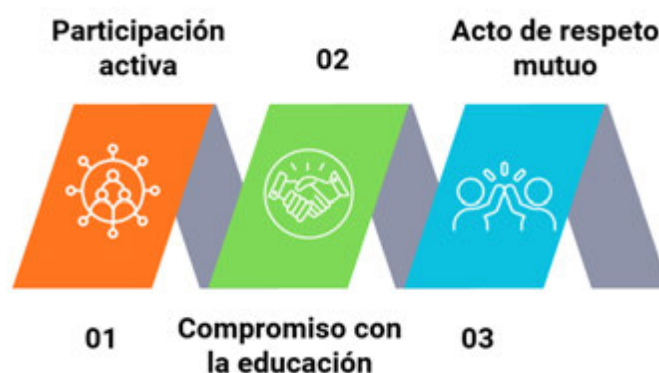 Participación
activa
01
02
Compromiso con
la educación
Acto de respeto
mutuo
03